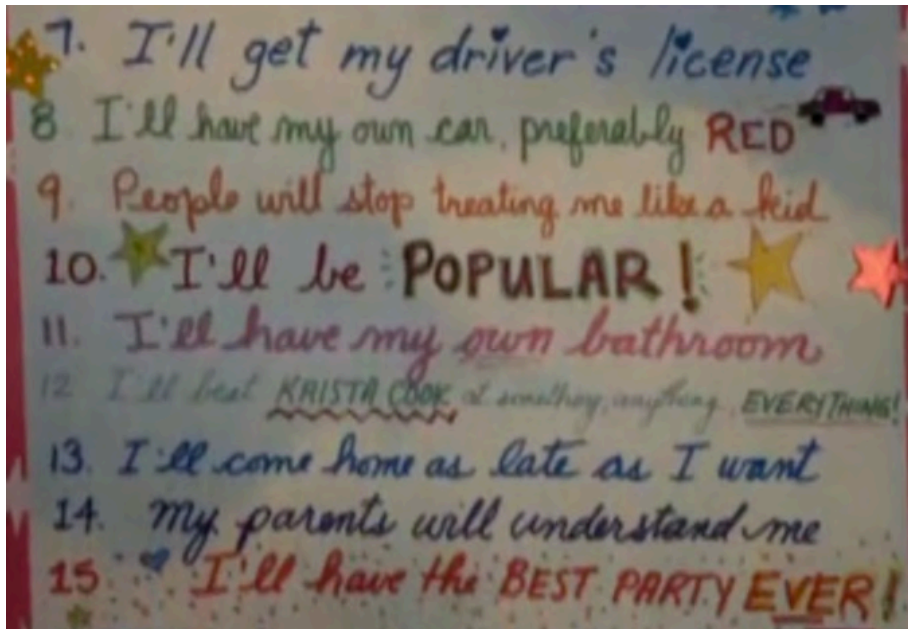 7. I'll get my driver's license
8 I'll have my own car, preferably RED
9. People will stop treating me like a kid
10. I'll be POPULAR!
11. I'll have my own bathroom
12 I'll beat KRISTA COOK at something, anything, EVERYTHING!
13. I'll come home as late as I want
14. My parents will understand me
15 I'll have the BEST PARTY EVER!